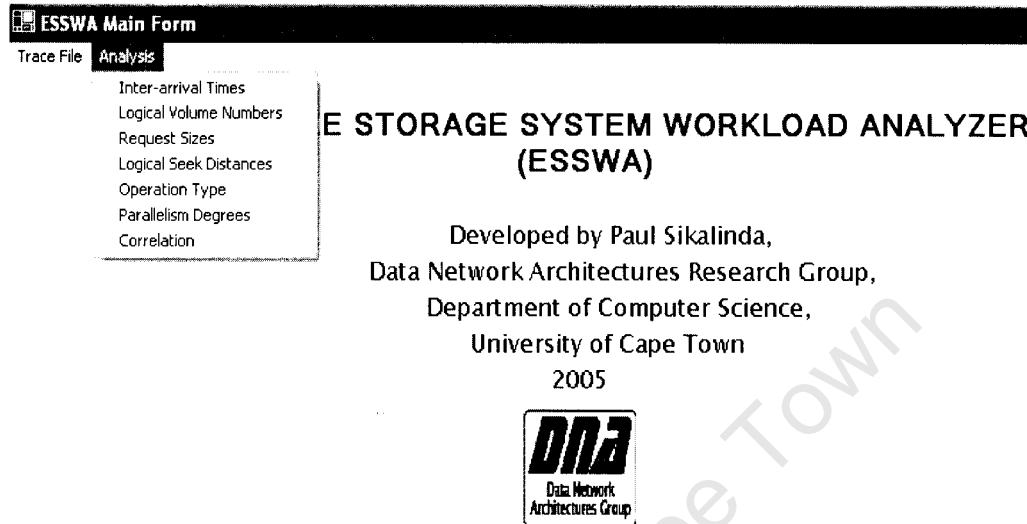 ESSWA Main Form
Trace File Analysis
Inter-arrival Times
Logical Volume Numbers
Request Sizes
Logical Seek Distances
Operation Type
Parallelism Degrees
Correlation
E STORAGE SYSTEM WORKLOAD ANALYZER
(ESSWA)
Developed by Paul Sikalinda,
Data Network Architectures Research Group,
Department of Computer Science,
University of Cape Town
2005
DNA
Data Network
Architectures Group
Town